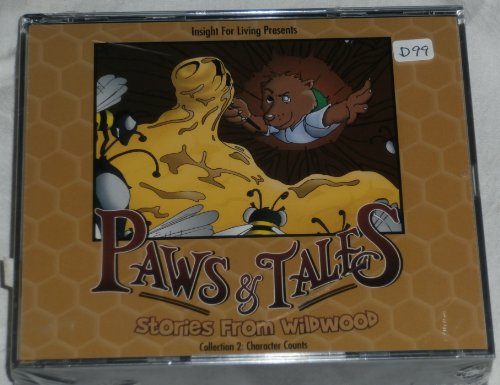 Insight For Living Presents
D99
PAWS & TALES
Stories From Wildwood
Collection 2: Character Counts